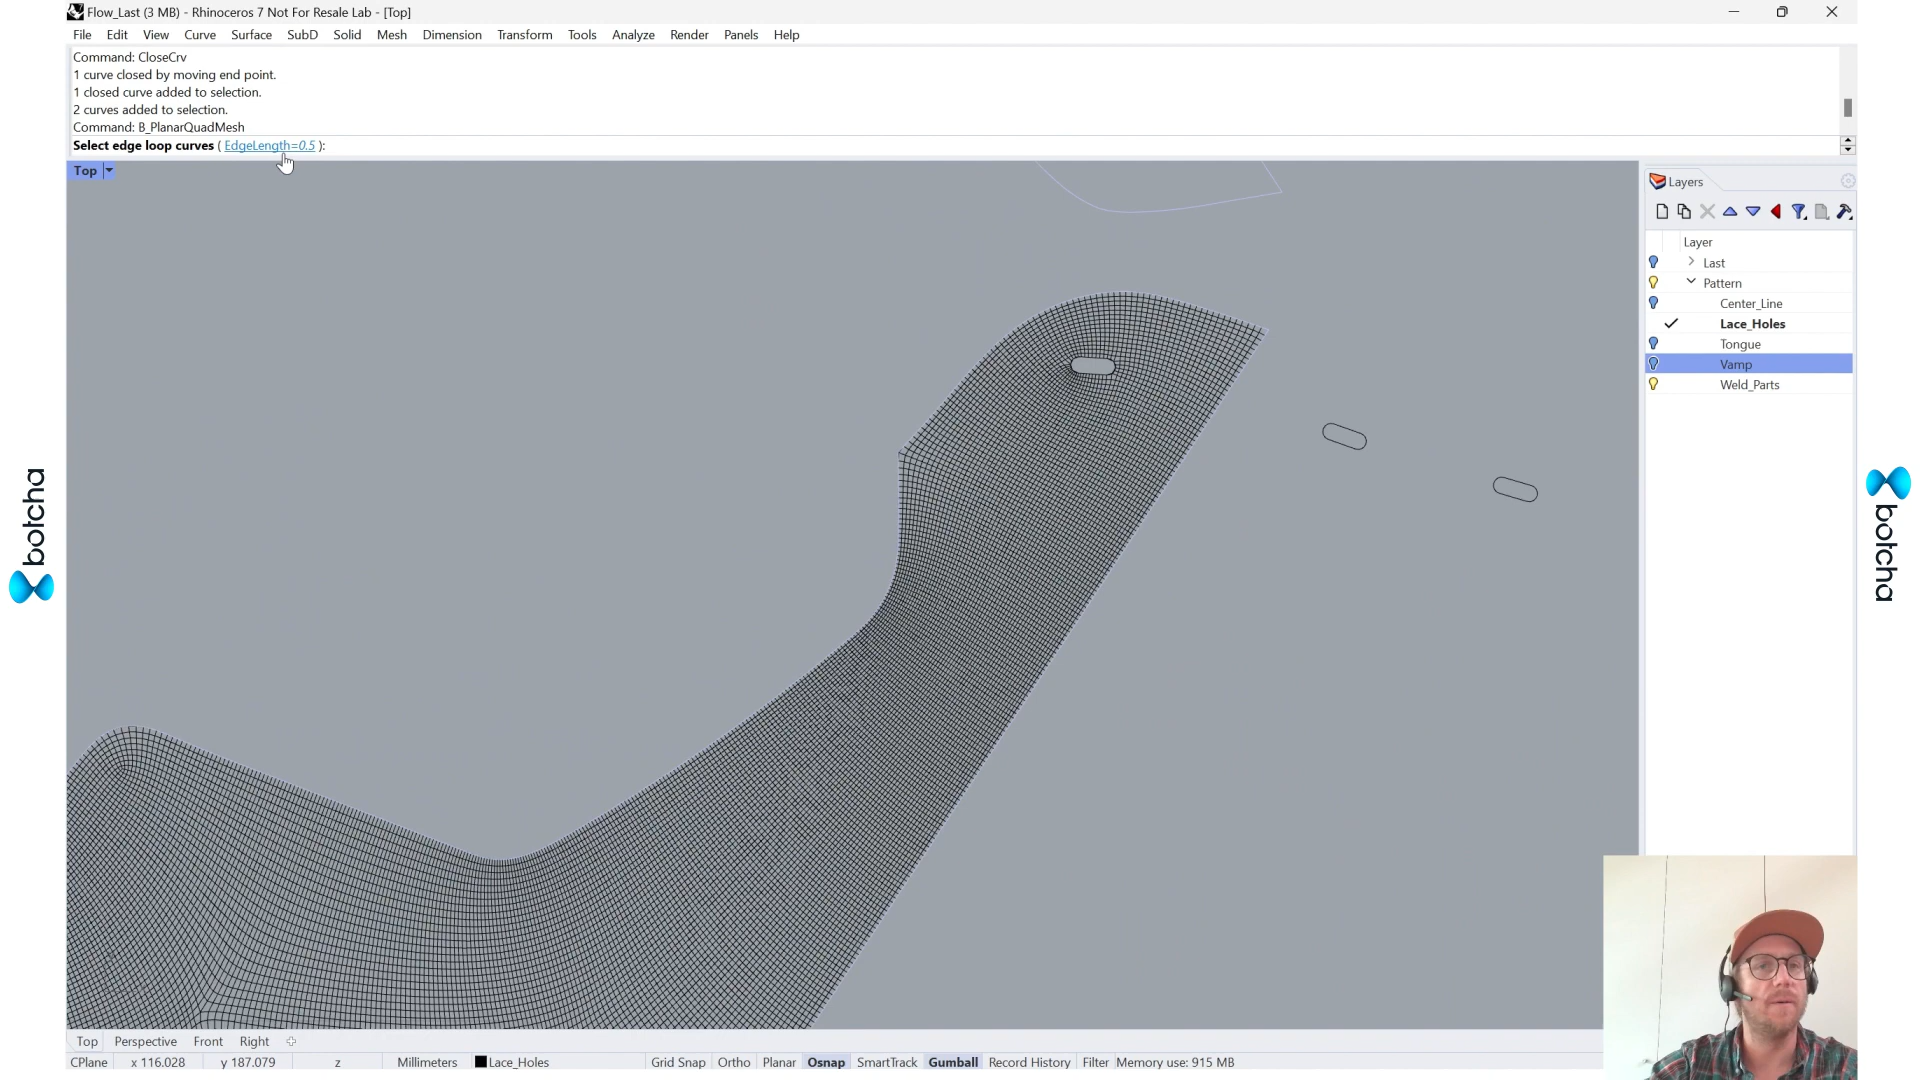 Flow_Last (3 MB) - Rhinoceros 7 Not For Resale Lab - [Top]
File Edit View Curve Surface SubD Solid Mesh Dimension Transform Tools Analyze Render Panels Help
Command: CloseCrv
1 curve closed by moving end point.
1 closed curve added to selection.
2 curves added to selection.
Command: B_PlanarQuadMesh
Select edge loop curves ( EdgeLength=0.5 ):
Top
Layers
Layer
Last
Pattern
Center_Line
Lace_Holes
Tongue
Vamp
Weld_Parts
botcha
botcha
Top Perspective Front Right
CPlane x 116.028 y 187.079 z Millimeters Lace_Holes Grid Snap Ortho Planar Osnap SmartTrack Gumball Record History Filter Memory use: 915 MB